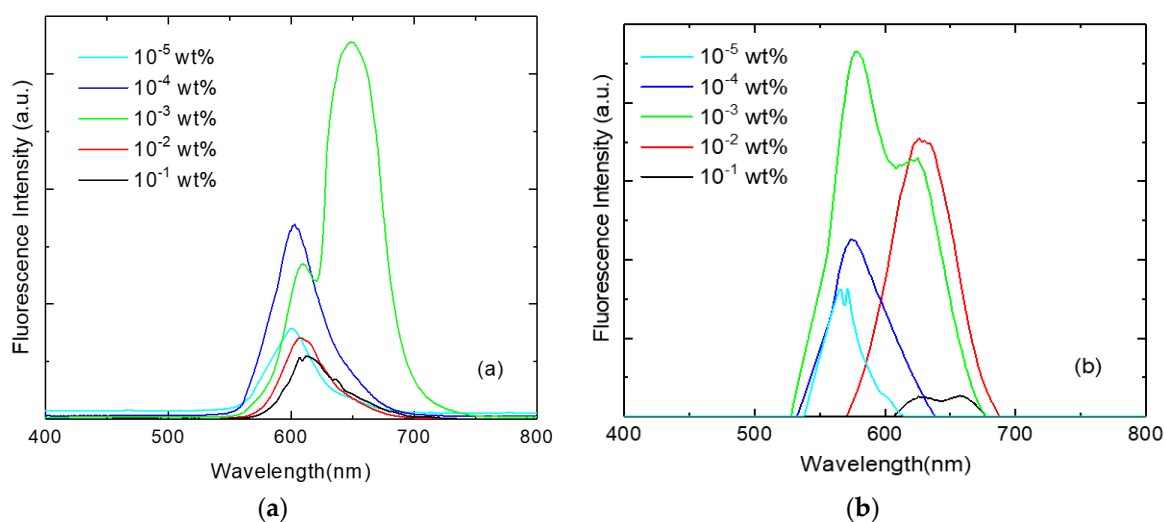 Fluorescence Intensity (a.u.)
10⁻⁵ wt%
10⁻⁴ wt%
10⁻³ wt%
10⁻² wt%
10⁻¹ wt%
(a)
400 500 600 700 800
Wavelength(nm)
(a)
Fluorescence Intensity (a.u.)
10⁻⁵ wt%
10⁻⁴ wt%
10⁻³ wt%
10⁻² wt%
10⁻¹ wt%
(b)
400 500 600 700 800
Wavelength(nm)
(b)